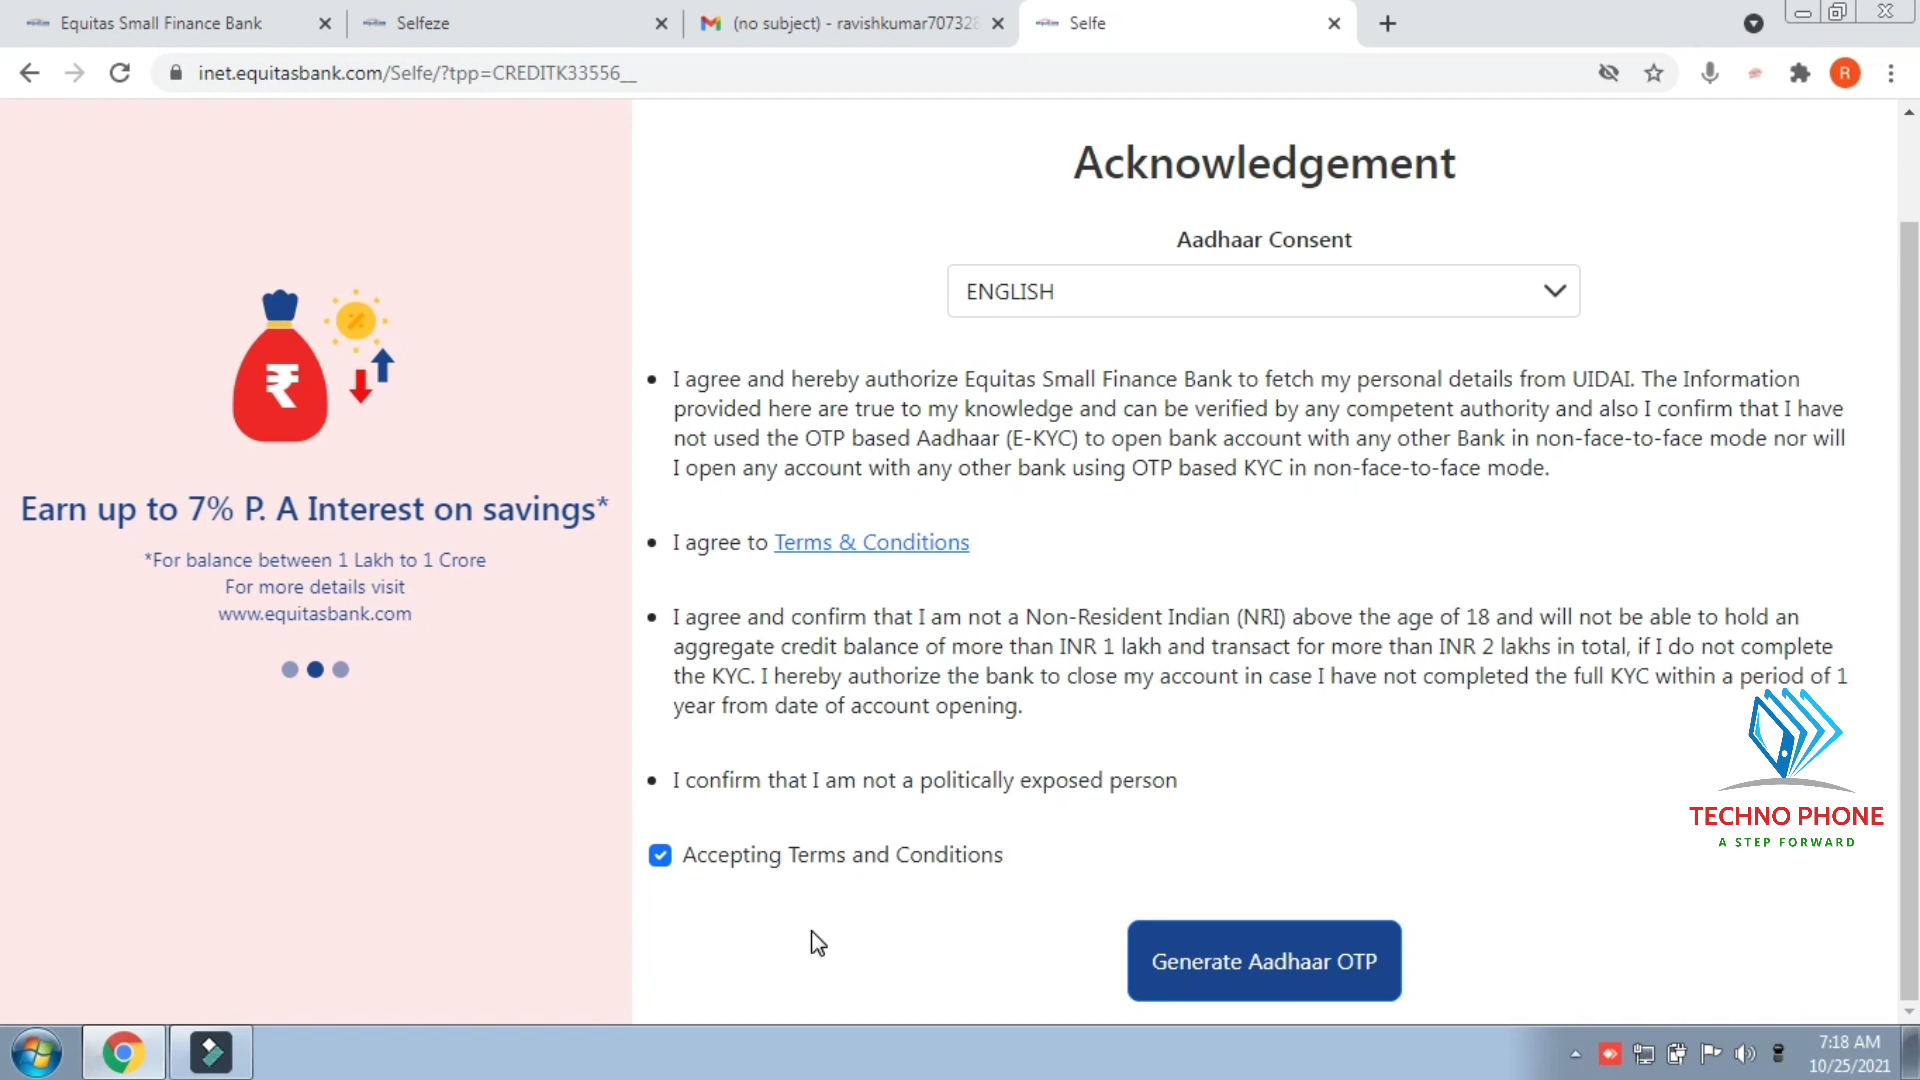 Equitas Small Finance Bank
Selfeze
(no subject) - ravishkumar707328
Selfe
inet.equitasbank.com/Selfe/?tpp=CREDITK33556__
R
Acknowledgement
Aadhaar Consent
ENGLISH
I agree and hereby authorize Equitas Small Finance Bank to fetch my personal details from UIDAI. The Information
provided here are true to my knowledge and can be verified by any competent authority and also I confirm that I have
not used the OTP based Aadhaar (E-KYC) to open bank account with any other Bank in non-face-to-face mode nor will
I open any account with any other bank using OTP based KYC in non-face-to-face mode.
I agree to Terms & Conditions
I agree and confirm that I am not a Non-Resident Indian (NRI) above the age of 18 and will not be able to hold an
aggregate credit balance of more than INR 1 lakh and transact for more than INR 2 lakhs in total, if I do not complete
the KYC. I hereby authorize the bank to close my account in case I have not completed the full KYC within a period of 1
year from date of account opening.
I confirm that I am not a politically exposed person
Accepting Terms and Conditions
Generate Aadhaar OTP
₹
Earn up to 7% P. A Interest on savings*
*For balance between 1 Lakh to 1 Crore
For more details visit
www.equitasbank.com
TECHNO PHONE
A STEP FORWARD
7:18 AM
10/25/2021